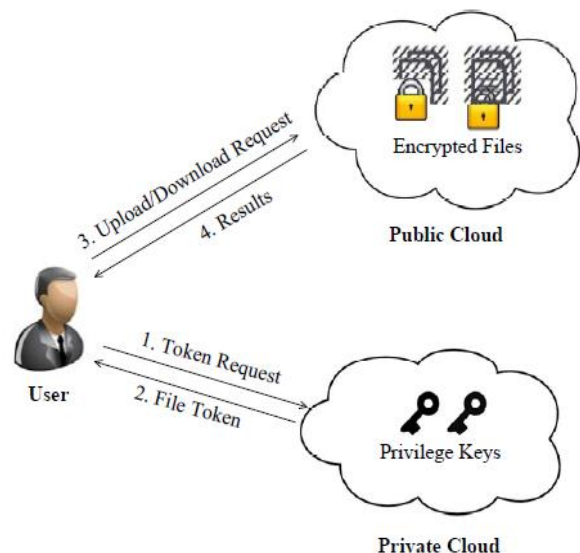 Encrypted Files
Public Cloud
3. Upload/Download Request
4. Results
User
1. Token Request
2. File Token
Privilege Keys
Private Cloud